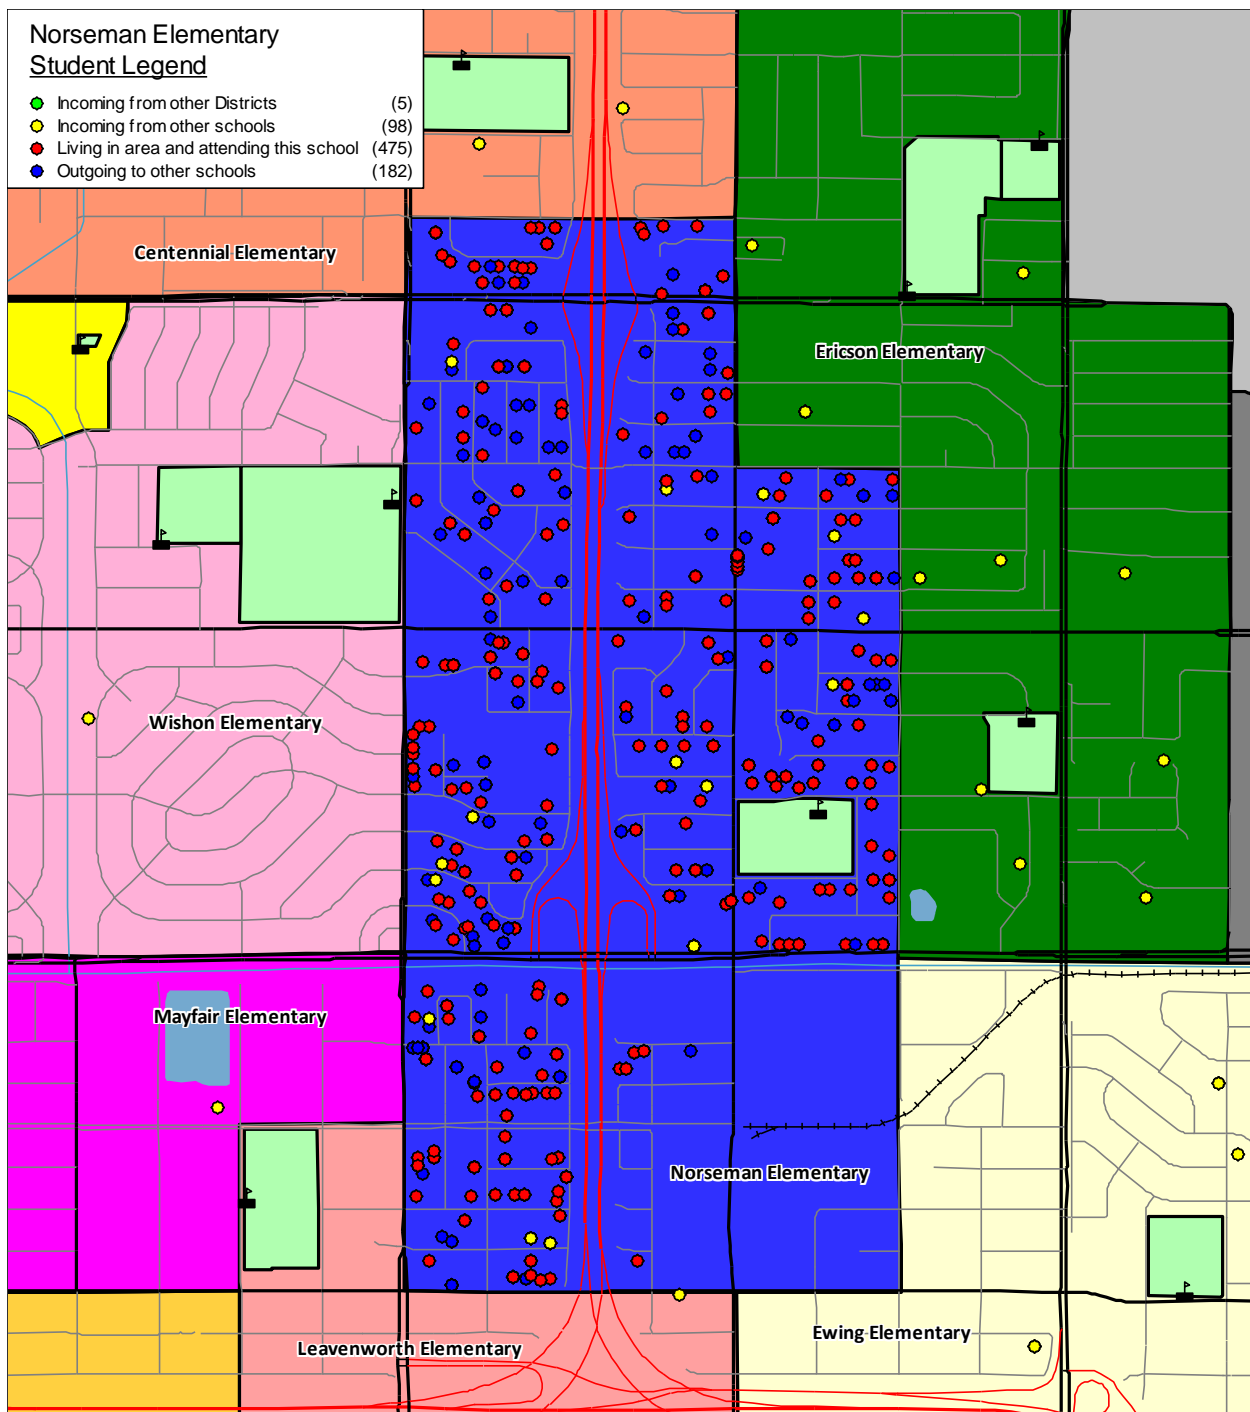 Norseman Elementary
Student Legend
Incoming from other Districts (5)
Incoming from other schools (98)
Living in area and attending this school (475)
Outgoing to other schools (182)
Centennial Elementary
Ericson Elementary
Wishon Elementary
Mayfair Elementary
Norseman Elementary
Ewing Elementary
Leavenworth Elementary